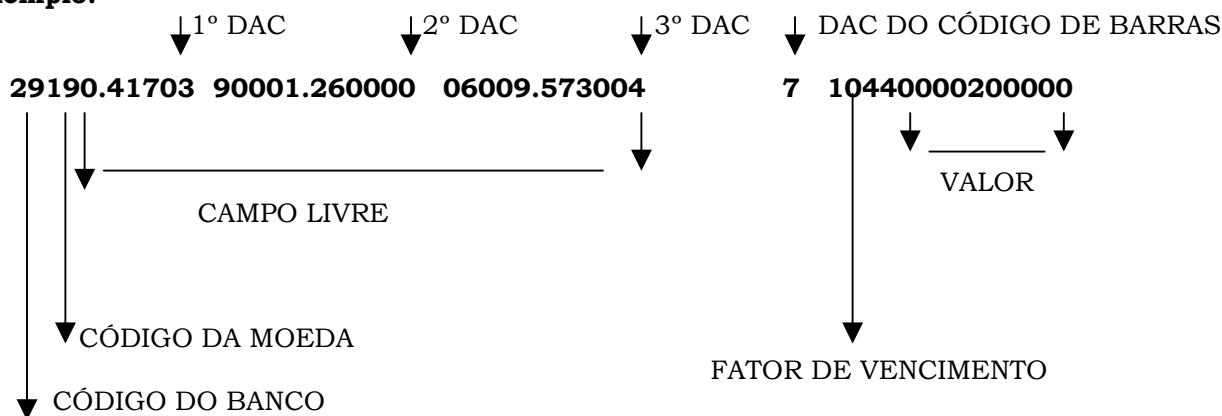 1º DAC 2º DAC 3º DAC DAC DO CÓDIGO DE BARRAS
29190.41703 90001.260000 06009.573004 7 10440000200000
VALOR
CAMPO LIVRE
CÓDIGO DA MOEDA
FATOR DE VENCIMENTO
CÓDIGO DO BANCO